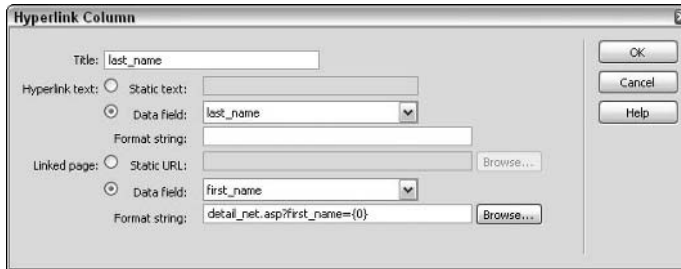 Hyperlink Column
Title: last_name
OK
Hyperlink text: Static text:
Cancel
Data field: last_name
Help
Format string:
Linked page: Static URL: Browse...
Data field: first_name
Format string: detail_net.asp?first_name={0} Browse...